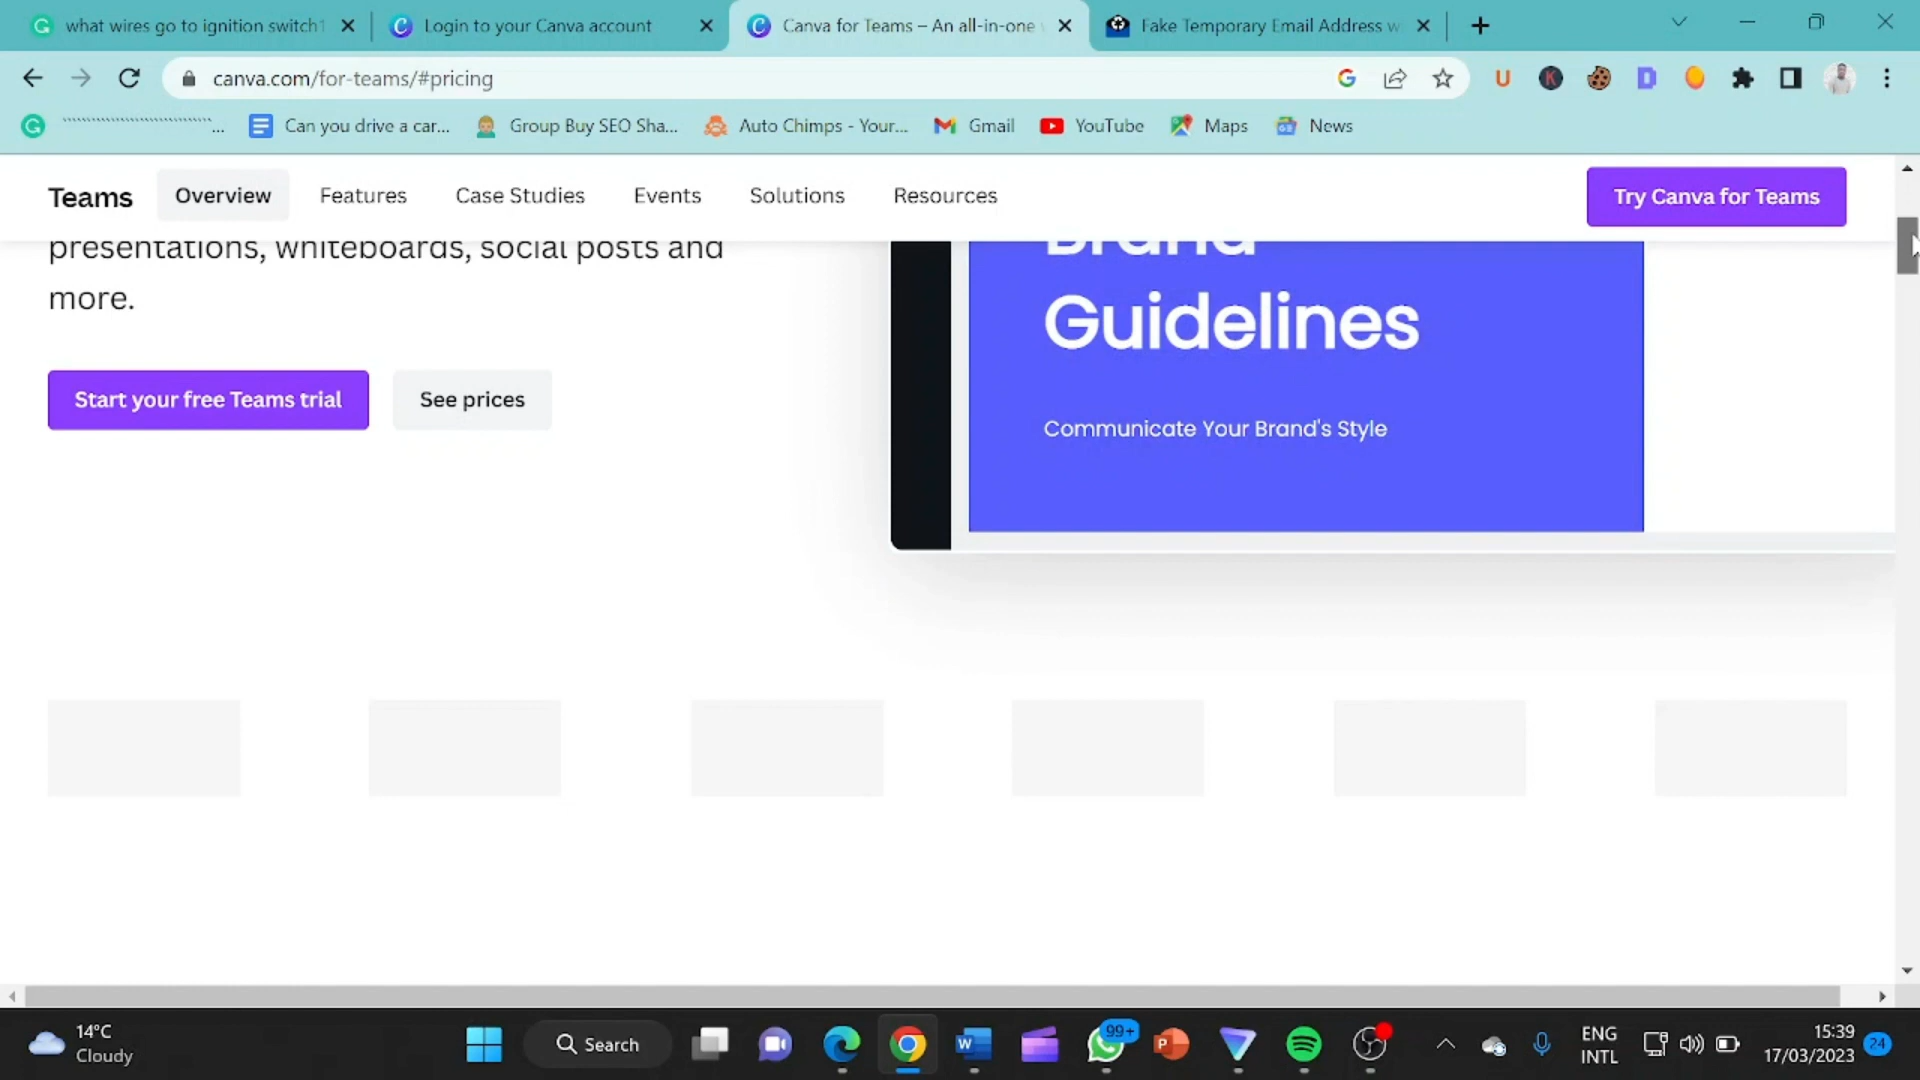 what wires go to ignition switch1
Login to your Canva account
Canva for Teams – An all-in-one
Fake Temporary Email Address w
canva.com/for-teams/#pricing
Can you drive a car...
Group Buy SEO Sha...
Auto Chimps - Your...
Gmail
YouTube
Maps
News
Teams
Overview
Features
Case Studies
Events
Solutions
Resources
Try Canva for Teams
presentations, whiteboards, social posts and
more.
Start your free Teams trial
See prices
Brand
Guidelines
Communicate Your Brand's Style
14°C
Cloudy
Search
99+
ENG
INTL
15:39
17/03/2023
24